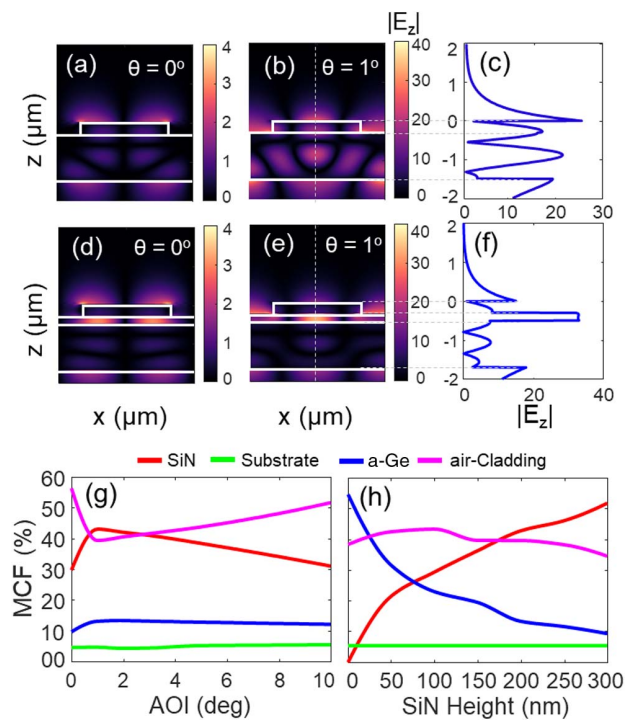 |E_z|
4 40 2
(a) θ = 0° (b) θ = 1° (c)
3 30 1
z (μm) 2 20 0
1 10 -1
0 0 -2
0 10 20 30
4 40 2
(d) θ = 0° (e) θ = 1° (f)
3 30 1
z (μm) 2 20 0
1 10 -1
0 0 -2
0 20 40
x (μm) x (μm) |E_z|
SiN Substrate a-Ge air-Cladding
60
(g) (h)
50
40
MCF (%)
30
20
10
00
0 2 4 6 8 10 0 50 100 150 200 250 300
AOI (deg) SiN Height (nm)